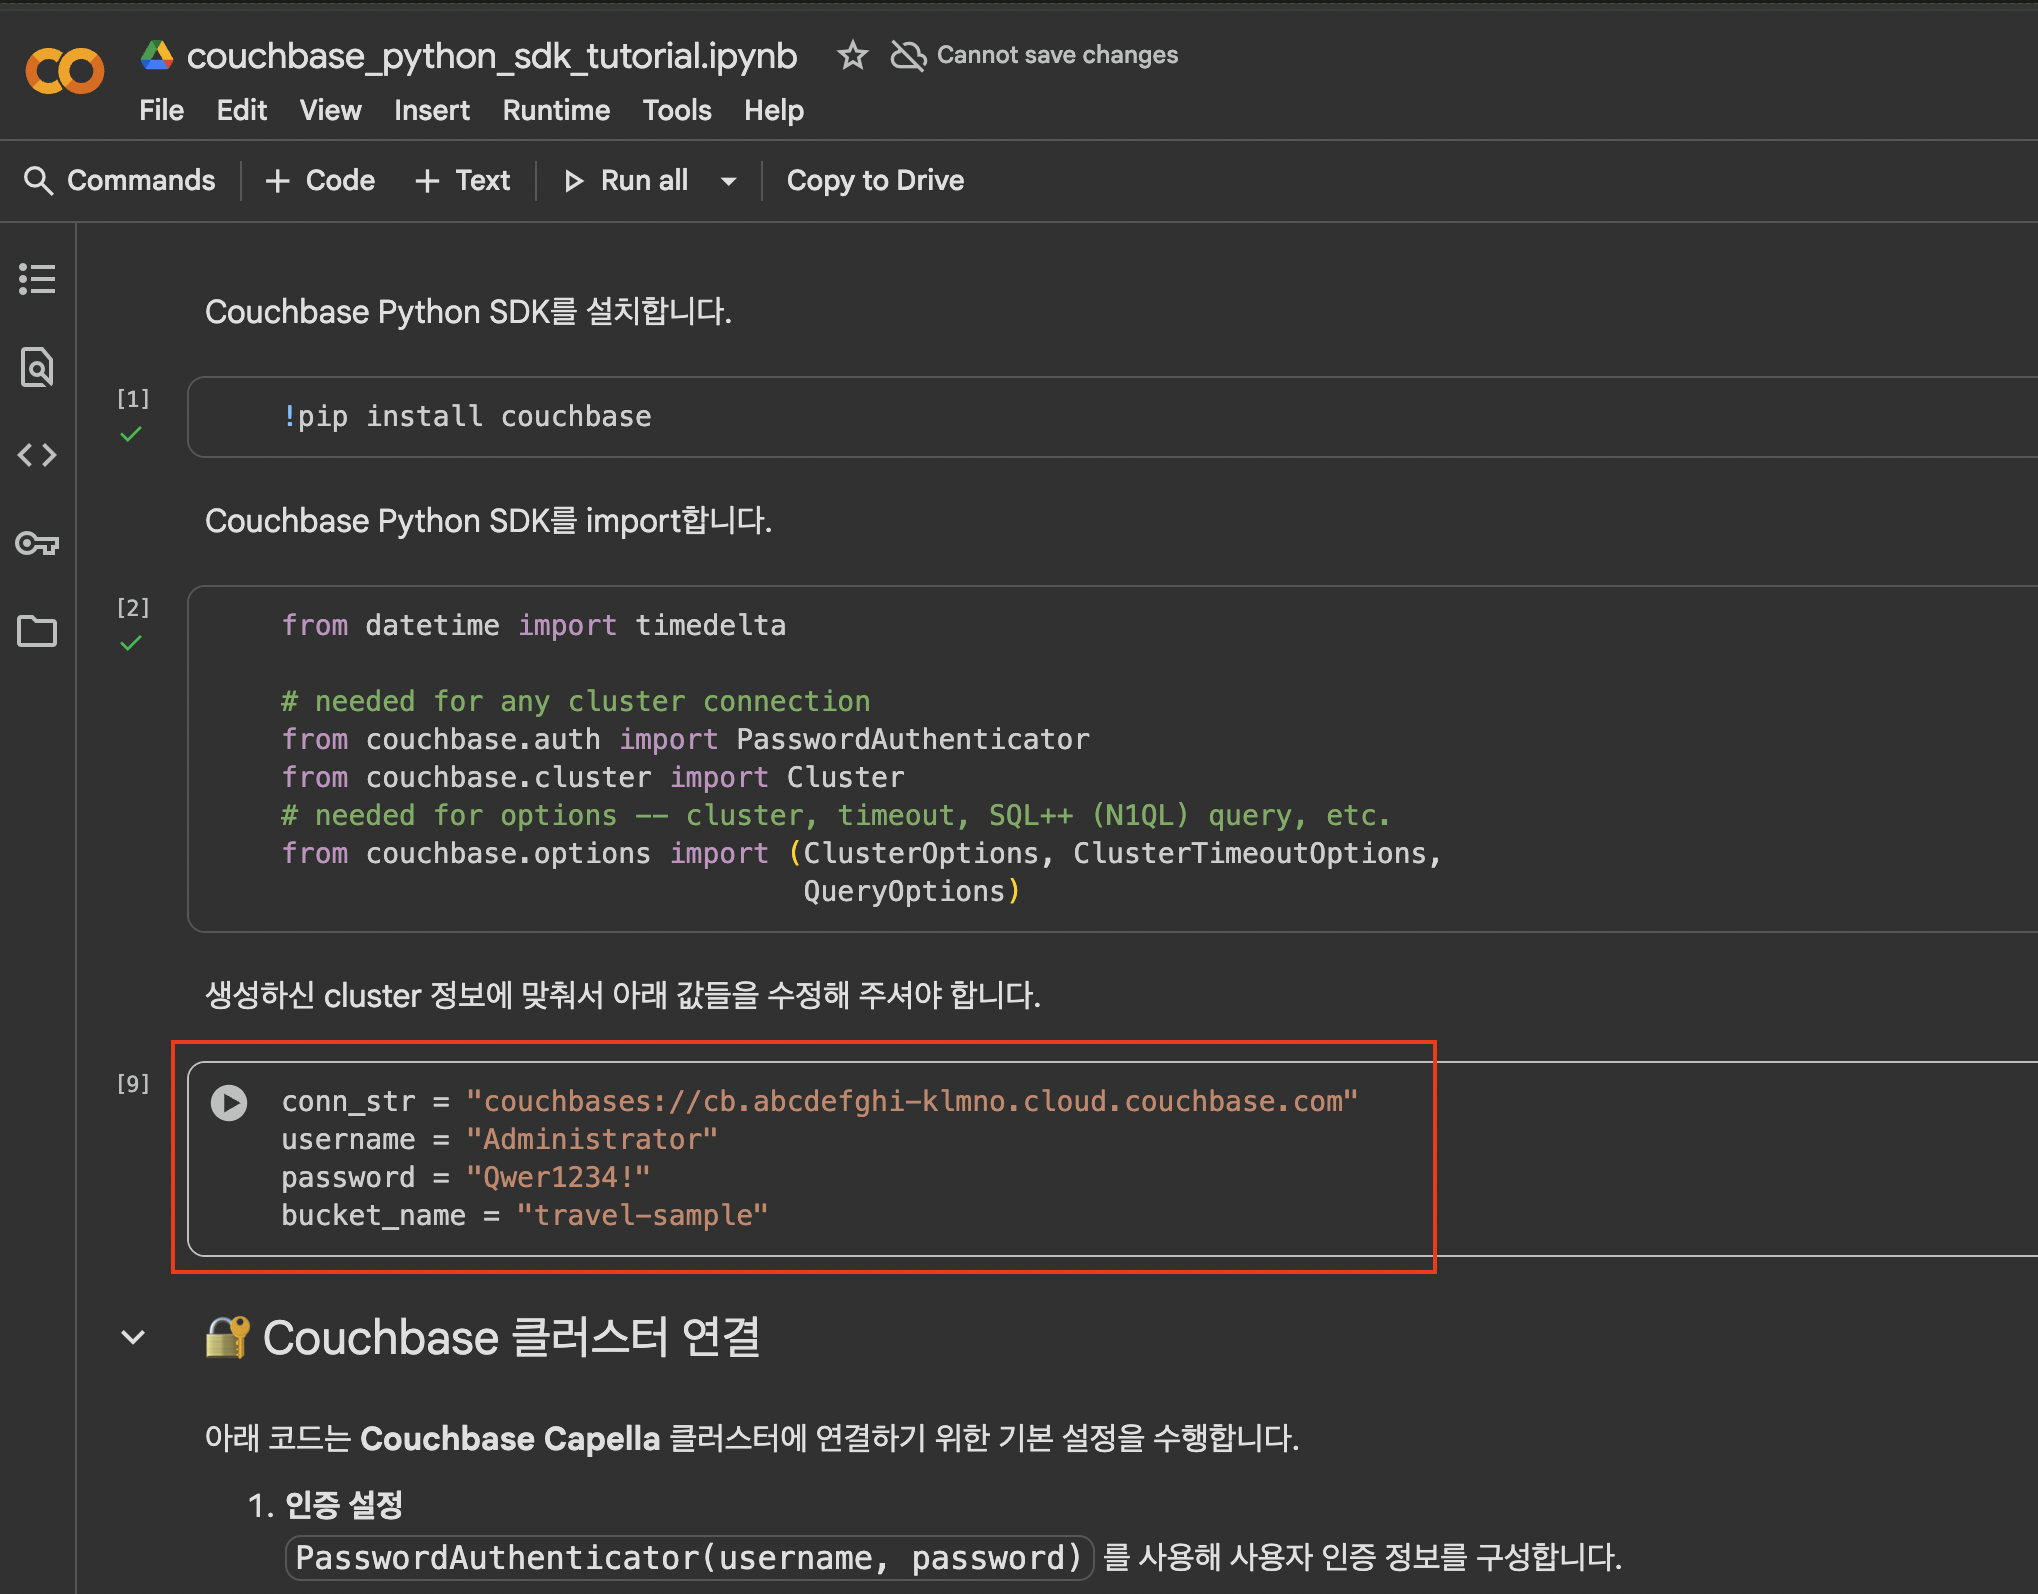 couchbase_python_sdk_tutorial.ipynb Cannot save changes
File Edit View Insert Runtime Tools Help
Commands + Code + Text Run all Copy to Drive
Couchbase Python SDK를 설치합니다.
[1]
!pip install couchbase
Couchbase Python SDK를 import합니다.
[2]
from datetime import timedelta
# needed for any cluster connection
from couchbase.auth import PasswordAuthenticator
from couchbase.cluster import Cluster
# needed for options -- cluster, timeout, SQL++ (N1QL) query, etc.
from couchbase.options import (ClusterOptions, ClusterTimeoutOptions,
QueryOptions)
생성하신 cluster 정보에 맞춰서 아래 값들을 수정해 주셔야 합니다.
[9]
conn_str = "couchbases://cb.abcdefghi-klmno.cloud.couchbase.com"
username = "Administrator"
password = "Qwer1234!"
bucket_name = "travel-sample"
🔐 Couchbase 클러스터 연결
아래 코드는 Couchbase Capella 클러스터에 연결하기 위한 기본 설정을 수행합니다.
1. 인증 설정
PasswordAuthenticator(username, password) 를 사용해 사용자 인증 정보를 구성합니다.